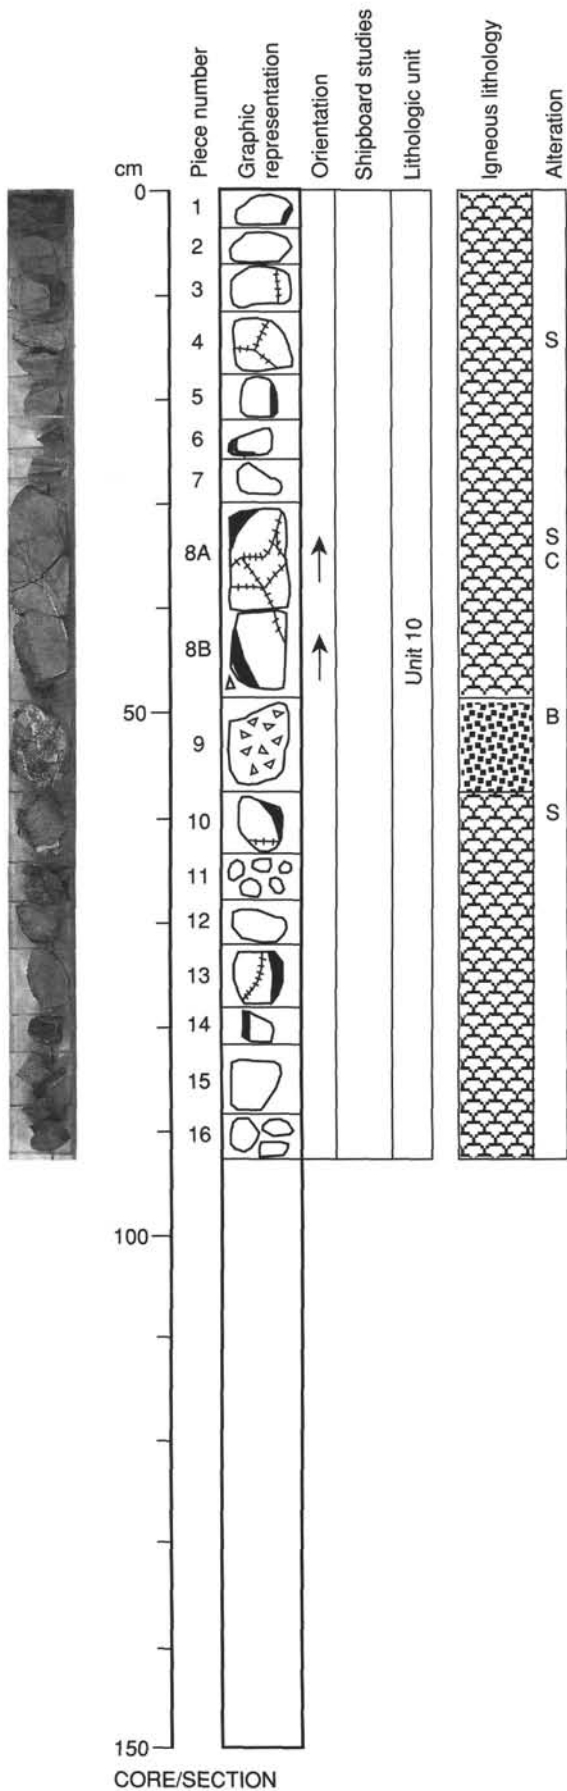 cm
Piece number
Graphic
representation
Orientation
Shipboard studies
Lithologic unit
Igneous lithology
Alteration
0
1
2
3
4
S
5
6
7
8A
S
C
8B
Unit 10
50
9
B
10
S
11
12
13
14
15
16
100
150
CORE/SECTION